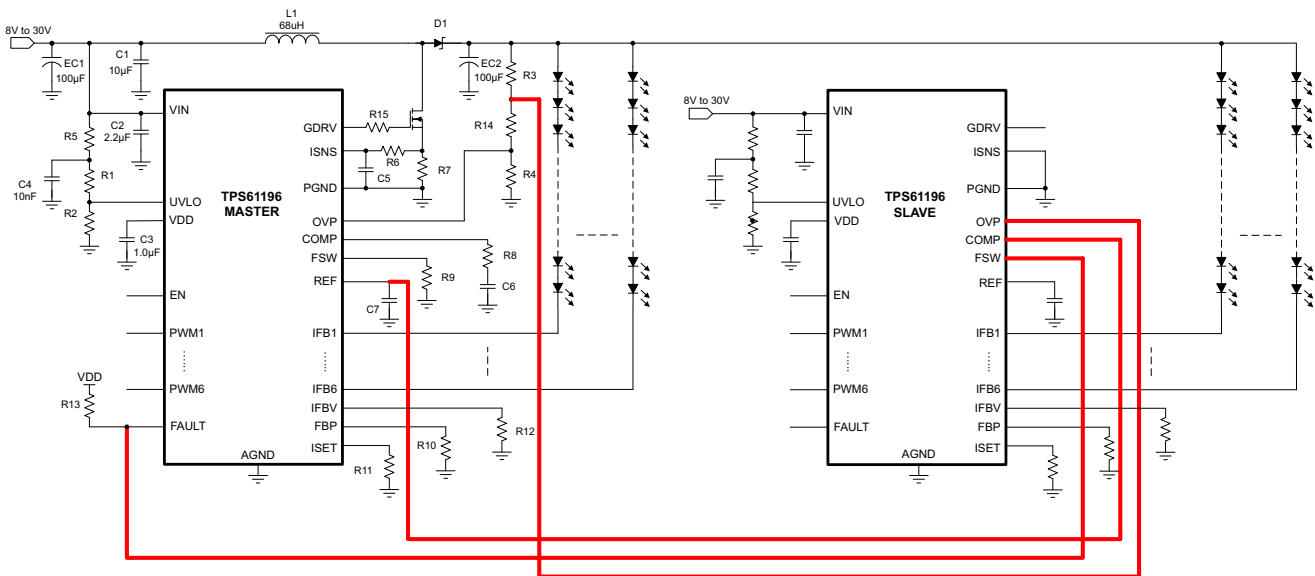 L1
68uH
D1
8V to 30V
EC1
100µF
C1
10µF
EC2
100µF
R3
VIN
R5
C2
2.2µF
GDRV
R15
R14
ISNS
R6
R7
C5
R4
C4
10nF
R1
PGND
R2
UVLO
TPS61196
MASTER
VDD
OVP
C3
1.0µF
COMP
R8
FSW
R9
REF
C6
C7
EN
PWM1
IFB1
PWM6
IFB6
VDD
R13
IFBV
R12
FAULT
FBP
R10
ISET
R11
AGND
8V to 30V
VIN
GDRV
ISNS
PGND
UVLO
TPS61196
SLAVE
VDD
OVP
COMP
FSW
REF
EN
PWM1
IFB1
PWM6
IFB6
IFBV
FAULT
FBP
ISET
AGND